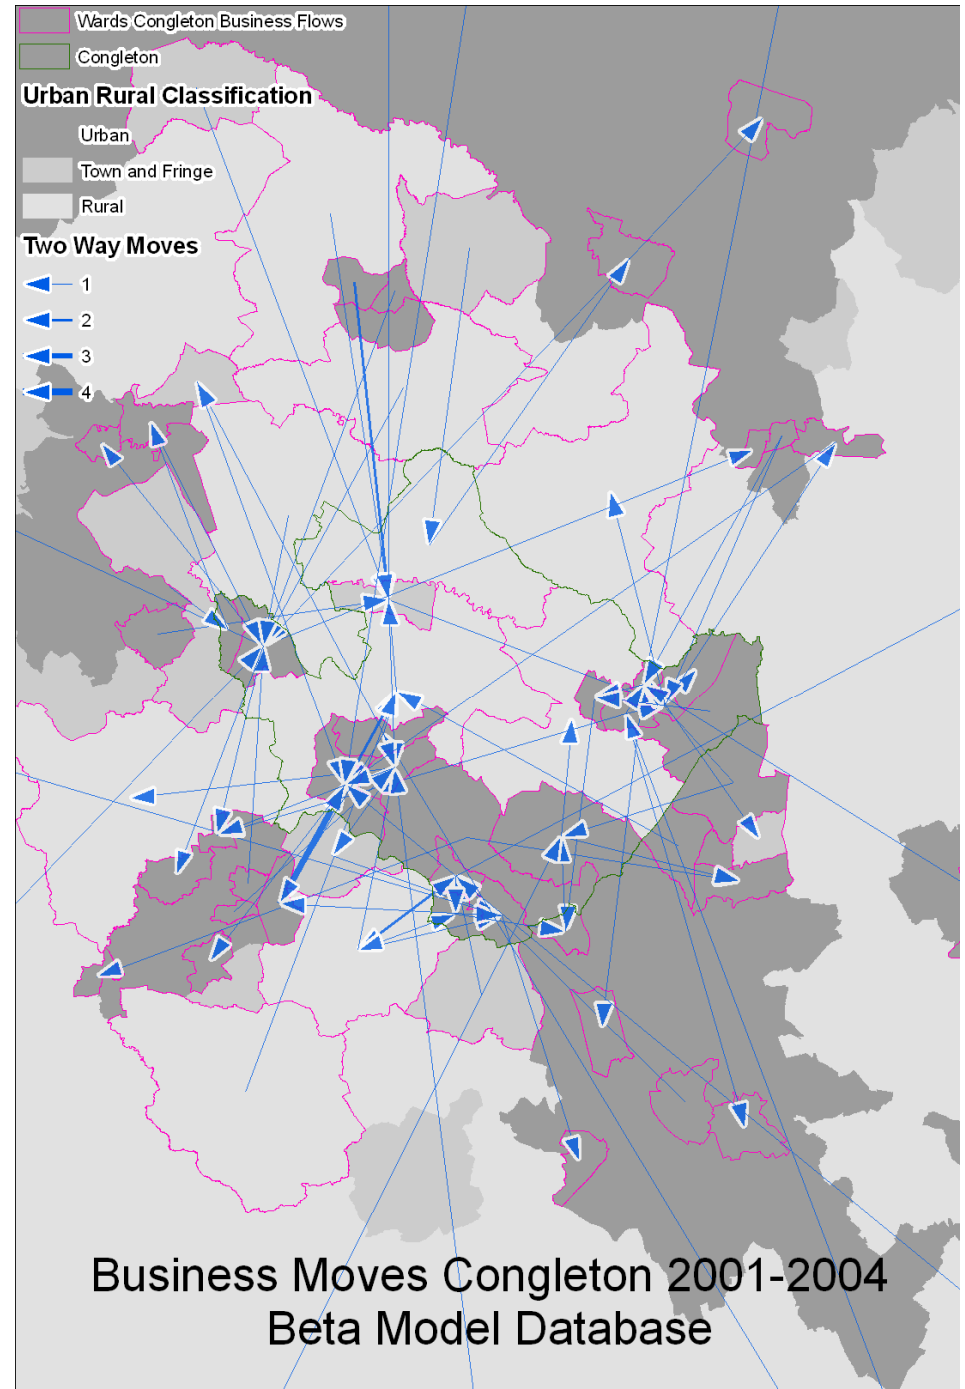 Wards Congleton Business Flows
Congleton
Urban Rural Classification
Urban
Town and Fringe
Rural
Two Way Moves
1
2
3
4
Business Moves Congleton 2001-2004
Beta Model Database